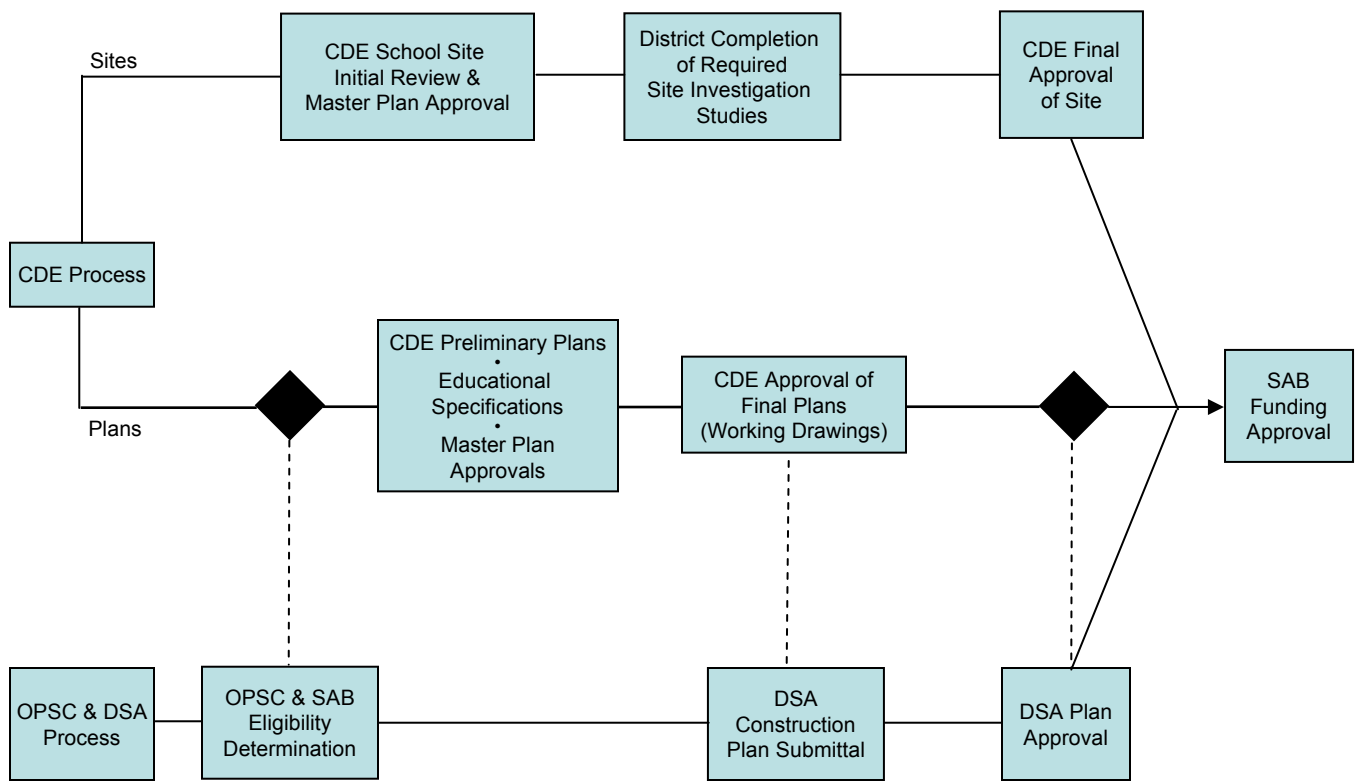 Sites
CDE School Site
Initial Review &
Master Plan Approval
District Completion
of Required
Site Investigation
Studies
CDE Final
Approval
of Site
CDE Process
Plans
CDE Preliminary Plans
•
Educational
Specifications
•
Master Plan
Approvals
CDE Approval of
Final Plans
(Working Drawings)
SAB
Funding
Approval
OPSC & DSA
Process
OPSC & SAB
Eligibility
Determination
DSA
Construction
Plan Submittal
DSA Plan
Approval